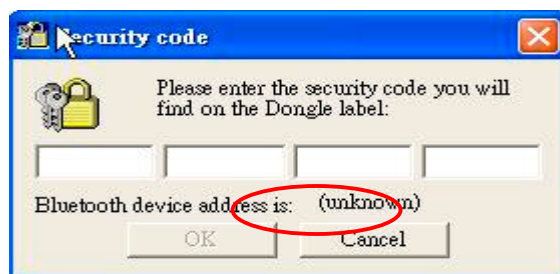 Security code
Please enter the security code you will
find on the Dongle label:
Bluetooth device address is: (unknown)
OK Cancel